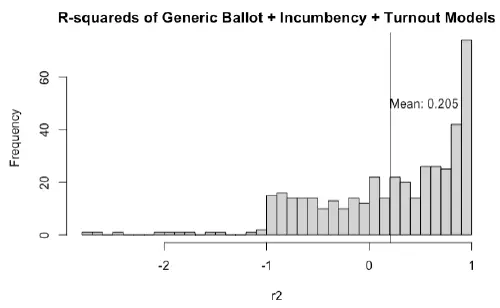 R-squareds of Generic Ballot + Incumbency + Turnout Models
Mean: 0.205
Frequency
60
40
20
0
-2 -1 0 1
r2